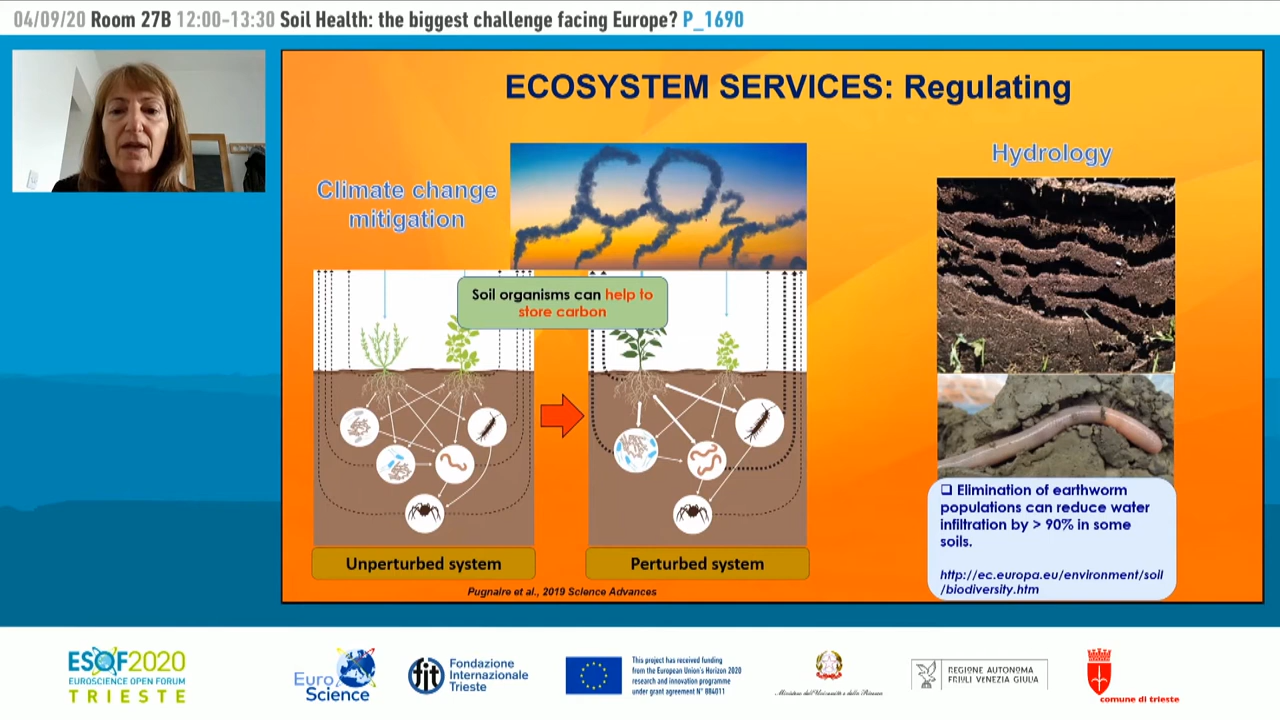 04/09/20 Room 27B 12:00-13:30 Soil Health: the biggest challenge facing Europe? P_1690
ECOSYSTEM SERVICES: Regulating
Climate change
mitigation
CO2
Hydrology
Soil organisms can help to
store carbon
Unperturbed system
Perturbed system
Pugnaire et al., 2019 Science Advances
❑ Elimination of earthworm
populations can reduce water
infiltration by > 90% in some
soils.
http://ec.europa.eu/environment/soil
/biodiversity.htm
ESOF2020
EUROSCIENCE OPEN FORUM
TRIESTE
Euro
Science
fit
Fondazione
Internazionale
Trieste
This project has received funding
from the European Union's Horizon 2020
research and innovation programme
under grant agreement N° 884011
Ministero dell'Università e della Ricerca
REGIONE AUTONOMA
FRIULI VENEZIA GIULIA
comune di trieste